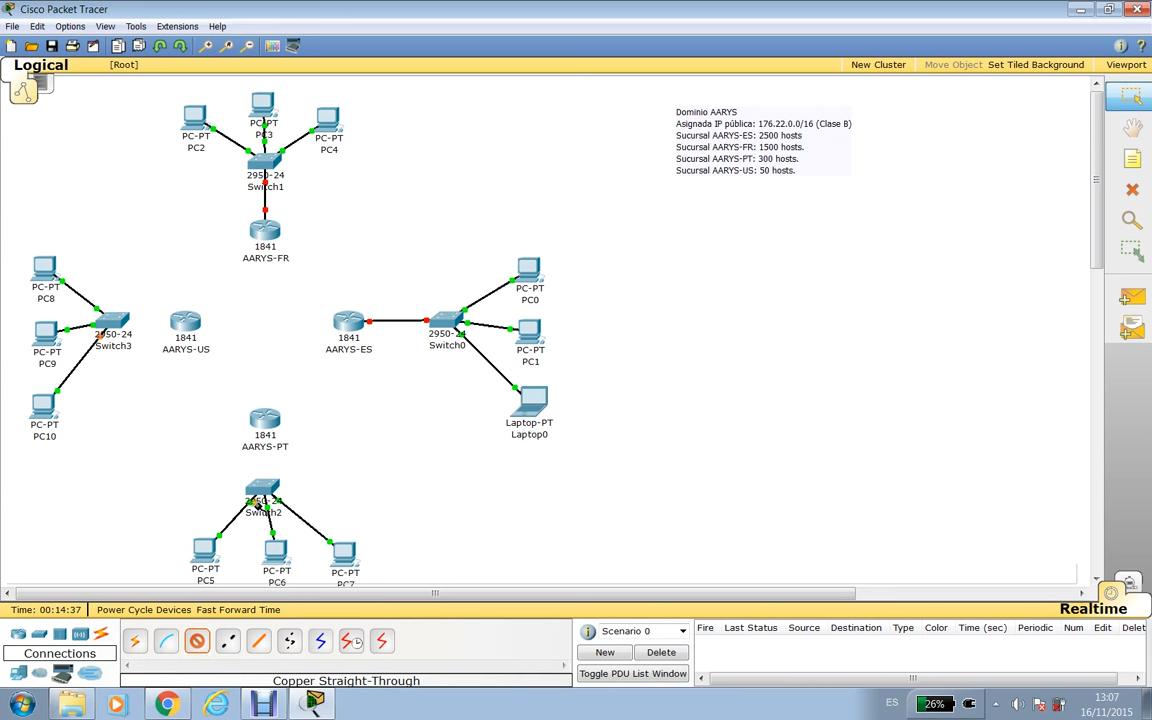 Cisco Packet Tracer
File Edit Options View Tools Extensions Help
Logical [Root] New Cluster Move Object Set Tiled Background Viewport
PC-PT
PC2
PC-PT
PC3
PC-PT
PC4
2950-24
Switch1
1841
AARYS-FR
Dominio AARYS
Asignada IP pública: 176.22.0.0/16 (Clase B)
Sucursal AARYS-ES: 2500 hosts
Sucursal AARYS-FR: 1500 hosts.
Sucursal AARYS-PT: 300 hosts.
Sucursal AARYS-US: 50 hosts.
PC-PT
PC8
PC-PT
PC9
PC-PT
PC10
2950-24
Switch3
1841
AARYS-US
1841
AARYS-ES
2950-24
Switch0
PC-PT
PC0
PC-PT
PC1
Laptop-PT
Laptop0
1841
AARYS-PT
2950-24
Switch2
PC-PT
PC5
PC-PT
PC6
PC-PT
PC7
Time: 00:14:37 Power Cycle Devices Fast Forward Time Realtime
Connections
Copper Straight-Through
Scenario 0
New Delete
Toggle PDU List Window
Fire Last Status Source Destination Type Color Time (sec) Periodic Num Edit Delet
ES 26% 13:07
16/11/2015